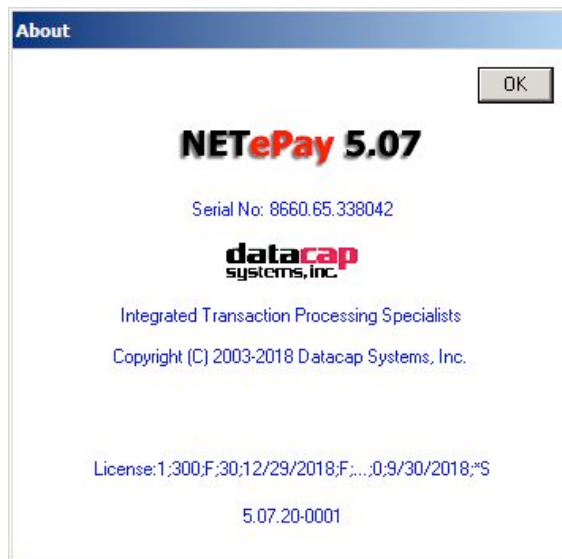 About
OK
NETePay 5.07
Serial No: 8660.65.338042
datacap
systems, inc.
Integrated Transaction Processing Specialists
Copyright (C) 2003-2018 Datacap Systems, Inc.
License:1;300;F;30;12/29/2018;F;...;0;9/30/2018;*S
5.07.20-0001